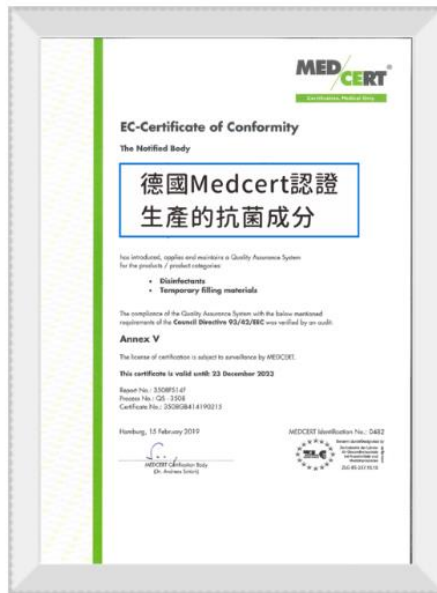 MED/CERT®
Certification, Medical Only.
EC-Certificate of Conformity
The Notified Body
德國Medcert認證
生產的抗菌成分
has introduced, applies and maintains a Quality Assurance System
for the products / product categories
• Disinfectants
• Temporary filling materials
The compliance of the Quality Assurance System with the below mentioned
requirements of the Council Directive 93/42/EEC was verified by an audit.
Annex V
The license of certification is subject to surveillance by MEDCERT.
This certificate is valid until: 23 December 2023
Report No.: 3508PS14F
Process No.: QS - 3508
Certificate No.: 3508GB414190215
Hamburg, 15 February 2019
MEDCERT Identification No.: 0482
MEDCERT Certification Body